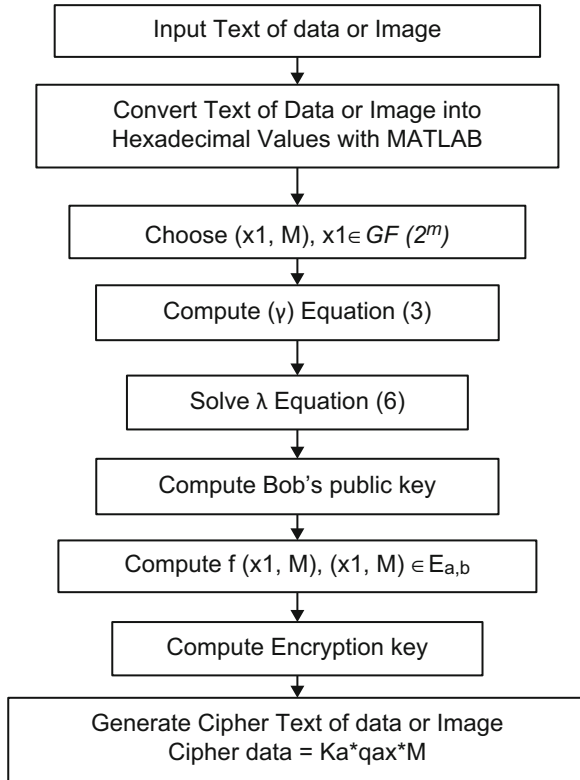 Input Text of data or Image
Convert Text of Data or Image into
Hexadecimal Values with MATLAB
Choose (x1, M), x1∈ GF (2ᵐ)
Compute (γ) Equation (3)
Solve λ Equation (6)
Compute Bob's public key
Compute f (x1, M), (x1, M) ∈ Ea,b
Compute Encryption key
Generate Cipher Text of data or Image
Cipher data = Ka*qax*M